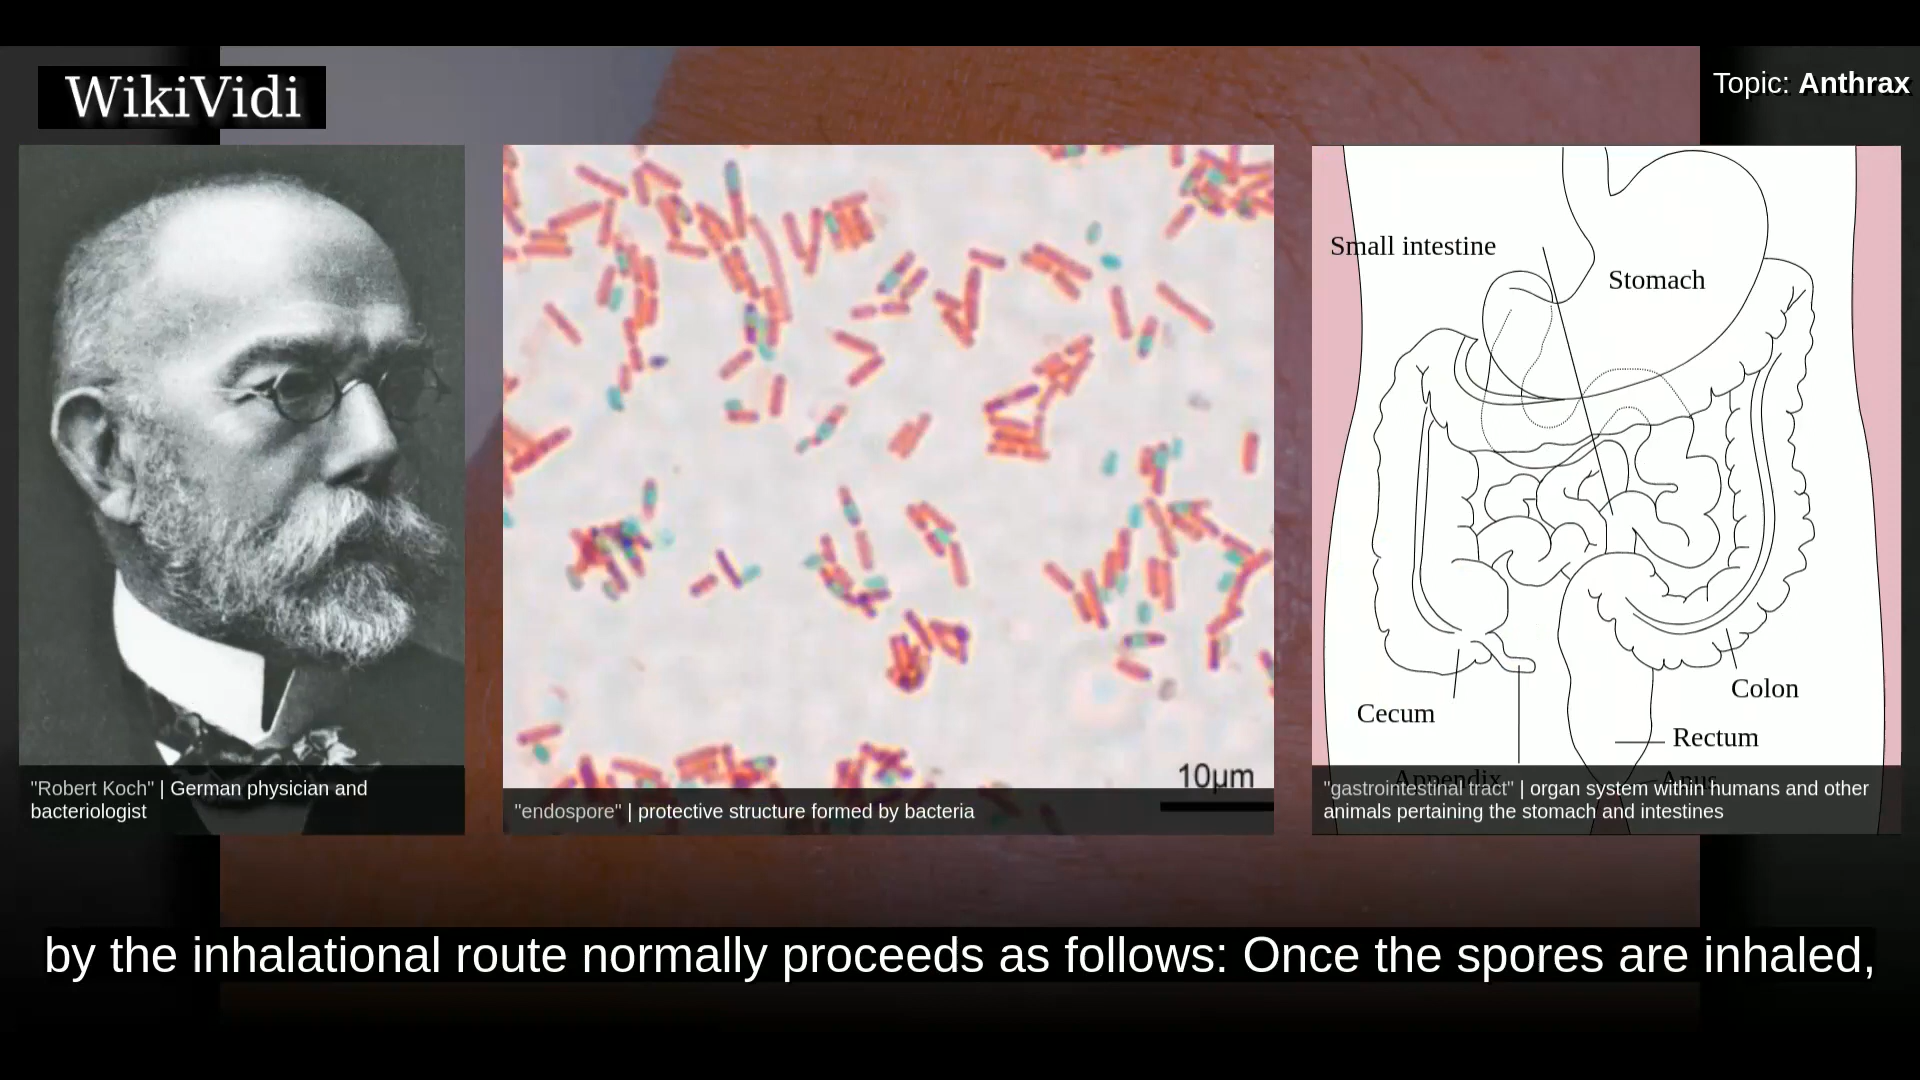 WikiVidi
Topic: Anthrax
Small intestine
Stomach
Colon
Cecum
Rectum
Appendix
Anus
10µm
"Robert Koch" | German physician and
bacteriologist
"endospore" | protective structure formed by bacteria
"gastrointestinal tract" | organ system within humans and other
animals pertaining the stomach and intestines
by the inhalational route normally proceeds as follows: Once the spores are inhaled,